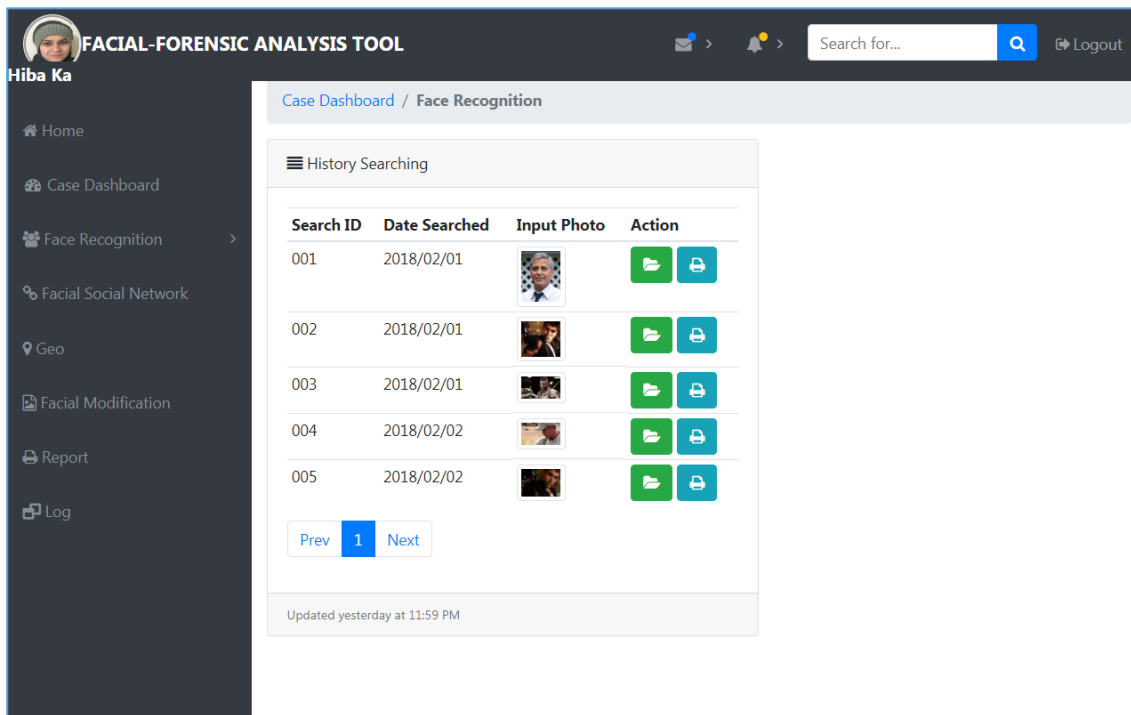 FACIAL-FORENSIC ANALYSIS TOOL
Search for...
Logout
Hiba Ka
Case Dashboard / Face Recognition
Home
Case Dashboard
Face Recognition
Facial Social Network
Geo
Facial Modification
Report
Log
History Searching
Search ID Date Searched Input Photo Action
001 2018/02/01
002 2018/02/01
003 2018/02/01
004 2018/02/02
005 2018/02/02
Prev 1 Next
Updated yesterday at 11:59 PM